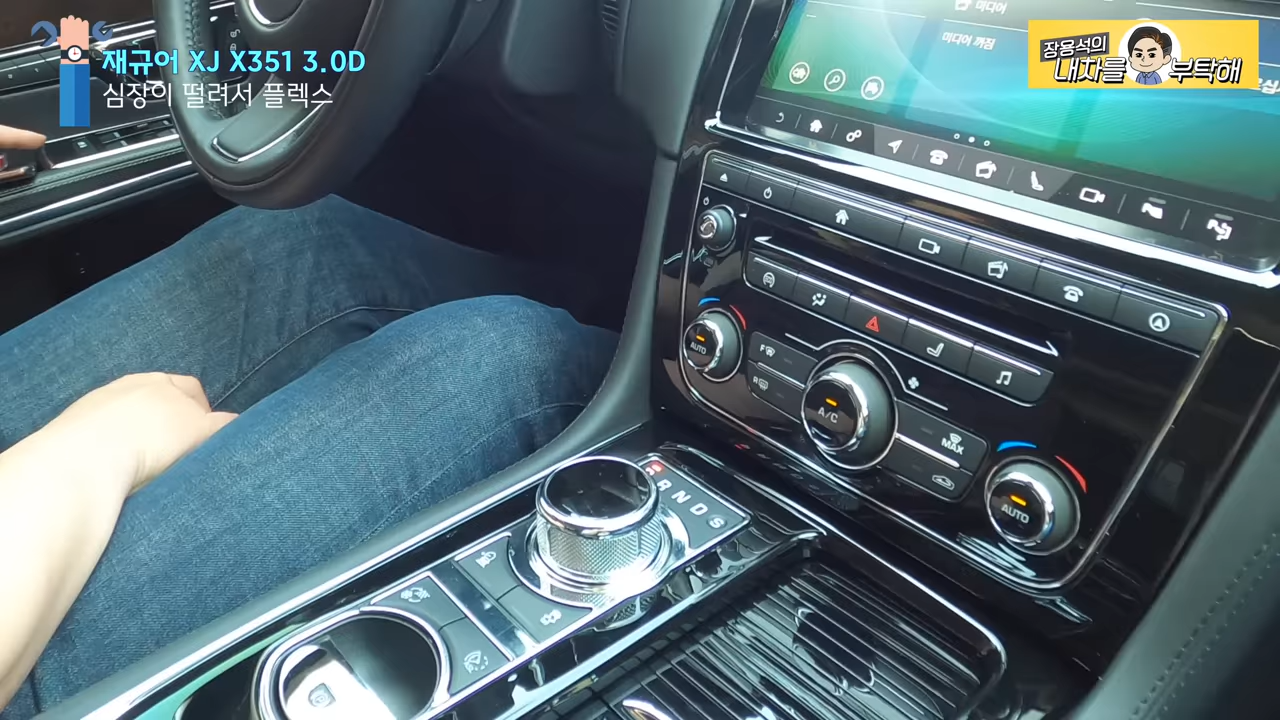 재규어 XJ X351 3.0D
심장이 떨려서 플렉스
장용석의
내차를 부탁해
미디어
미디어 꺼짐
AUTO
A/C
MAX
AUTO
F
R
R N D S